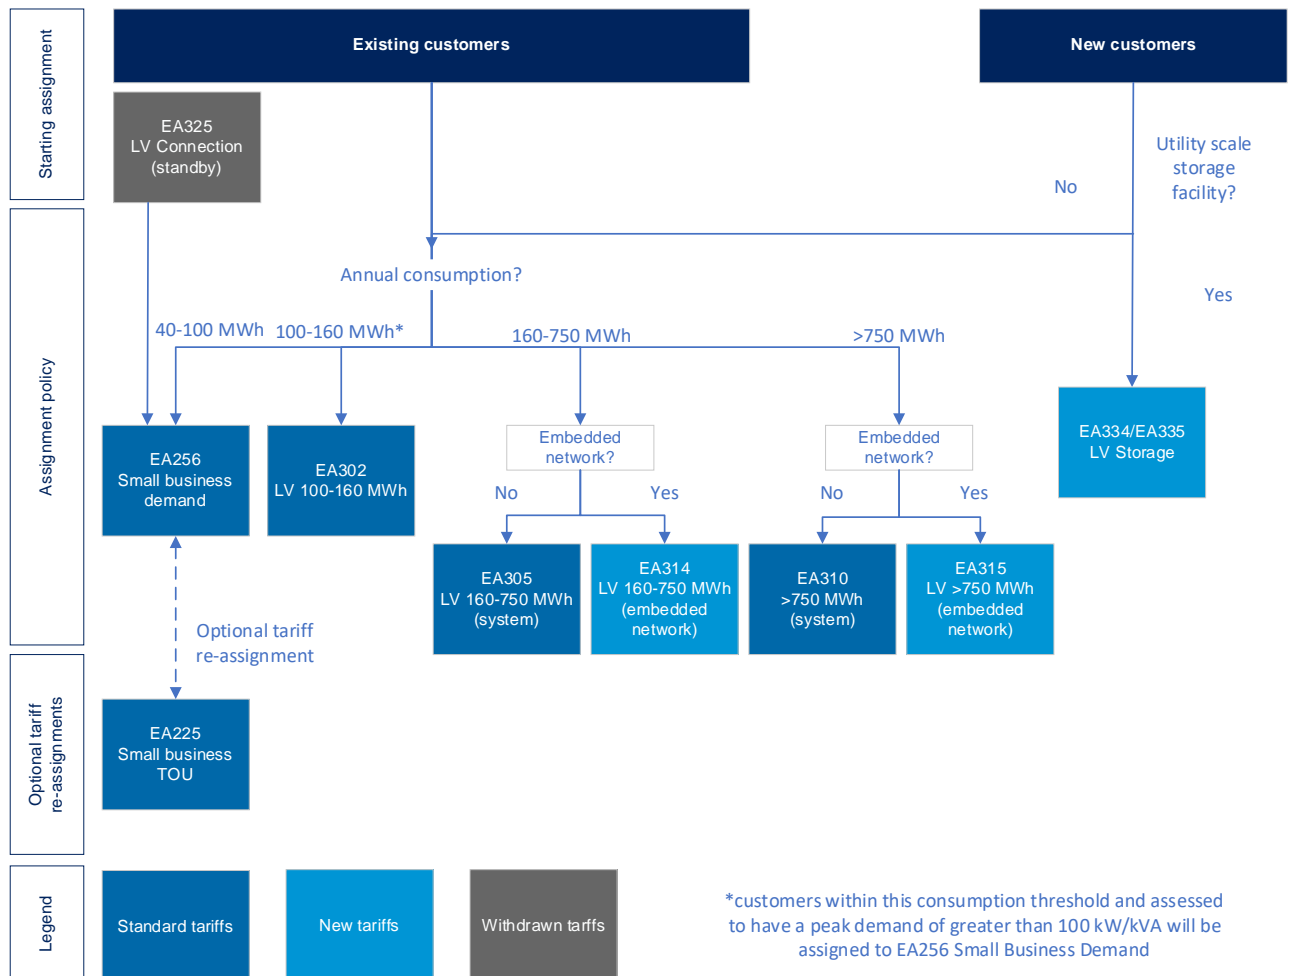 Starting assignment
Existing customers
New customers
EA325
LV Connection
(standby)
Utility scale
storage
facility?
No
Yes
Assignment policy
Annual consumption?
40-100 MWh
100-160 MWh*
160-750 MWh
>750 MWh
EA256
Small business
demand
EA302
LV 100-160 MWh
Embedded
network?
No
Yes
Embedded
network?
No
Yes
EA334/EA335
LV Storage
EA305
LV 160-750 MWh
(system)
EA314
LV 160-750 MWh
(embedded
network)
EA310
>750 MWh
(system)
EA315
LV >750 MWh
(embedded
network)
Optional tariff
re-assignment
Optional tariff
re-assignments
EA225
Small business
TOU
Legend
Standard tariffs
New tariffs
Withdrawn tarffs
*customers within this consumption threshold and assessed
to have a peak demand of greater than 100 kW/kVA will be
assigned to EA256 Small Business Demand